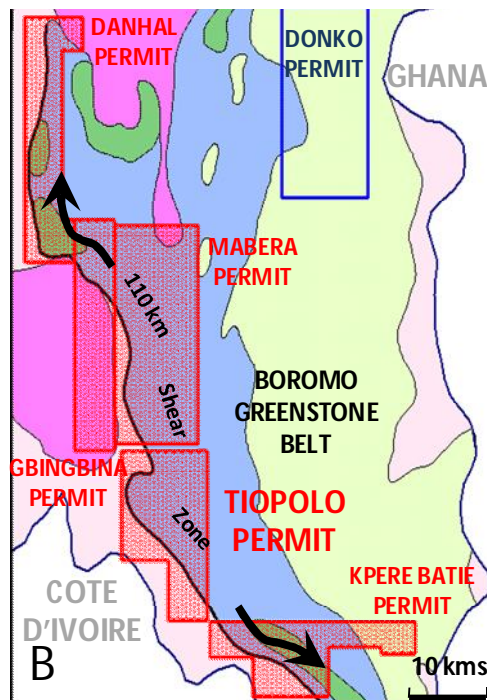 DANHAL
PERMIT
DONKO
PERMIT
GHANA
MABERA
PERMIT
110 km
Shear
Zone
BOROMO
GREENSTONE
BELT
GBINGBINA
PERMIT
TIOPOLO
PERMIT
KPERE BATIE
PERMIT
COTE
D'IVOIRE
B
10 kms